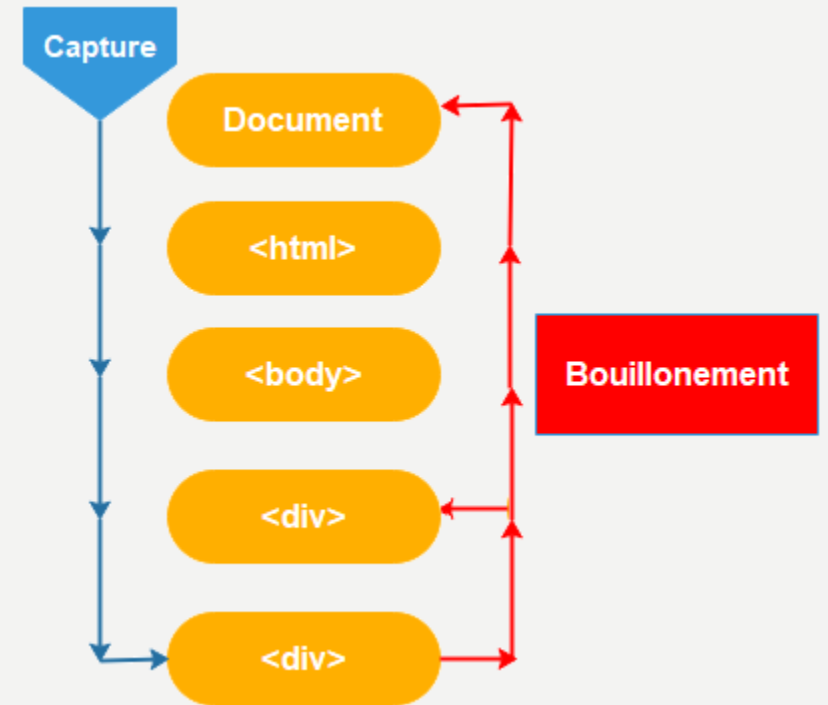 Capture
Document
<html>
<body>
Bouillonement
<div>
<div>